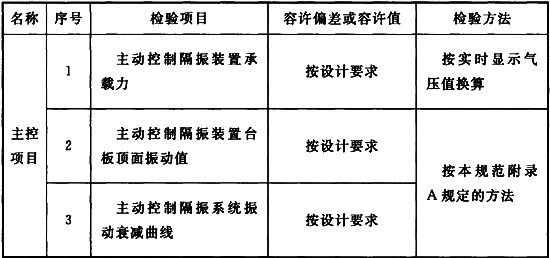 名称 序号 检验项目 容许偏差或容许值 检验方法
主控
项目
1 主动控制隔振装置承
载力 按设计要求 按实时显示气
压值换算
2 主动控制隔振装置台
板顶面振动值 按设计要求 按本规范附录
A规定的方法
3 主动控制隔振系统振
动衰减曲线 按设计要求